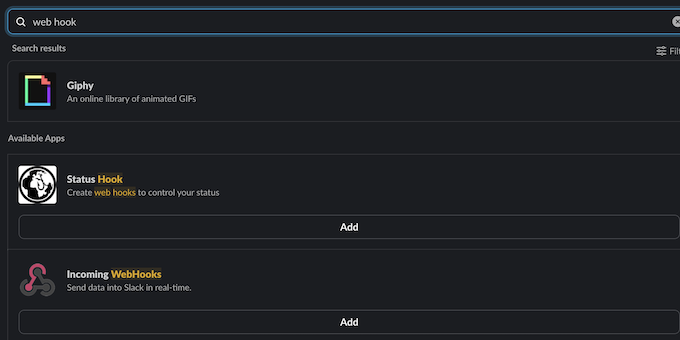 web hook
Search results
Filt
Giphy
An online library of animated GIFs
Available Apps
Status Hook
Create web hooks to control your status
Add
Incoming WebHooks
Send data into Slack in real-time.
Add